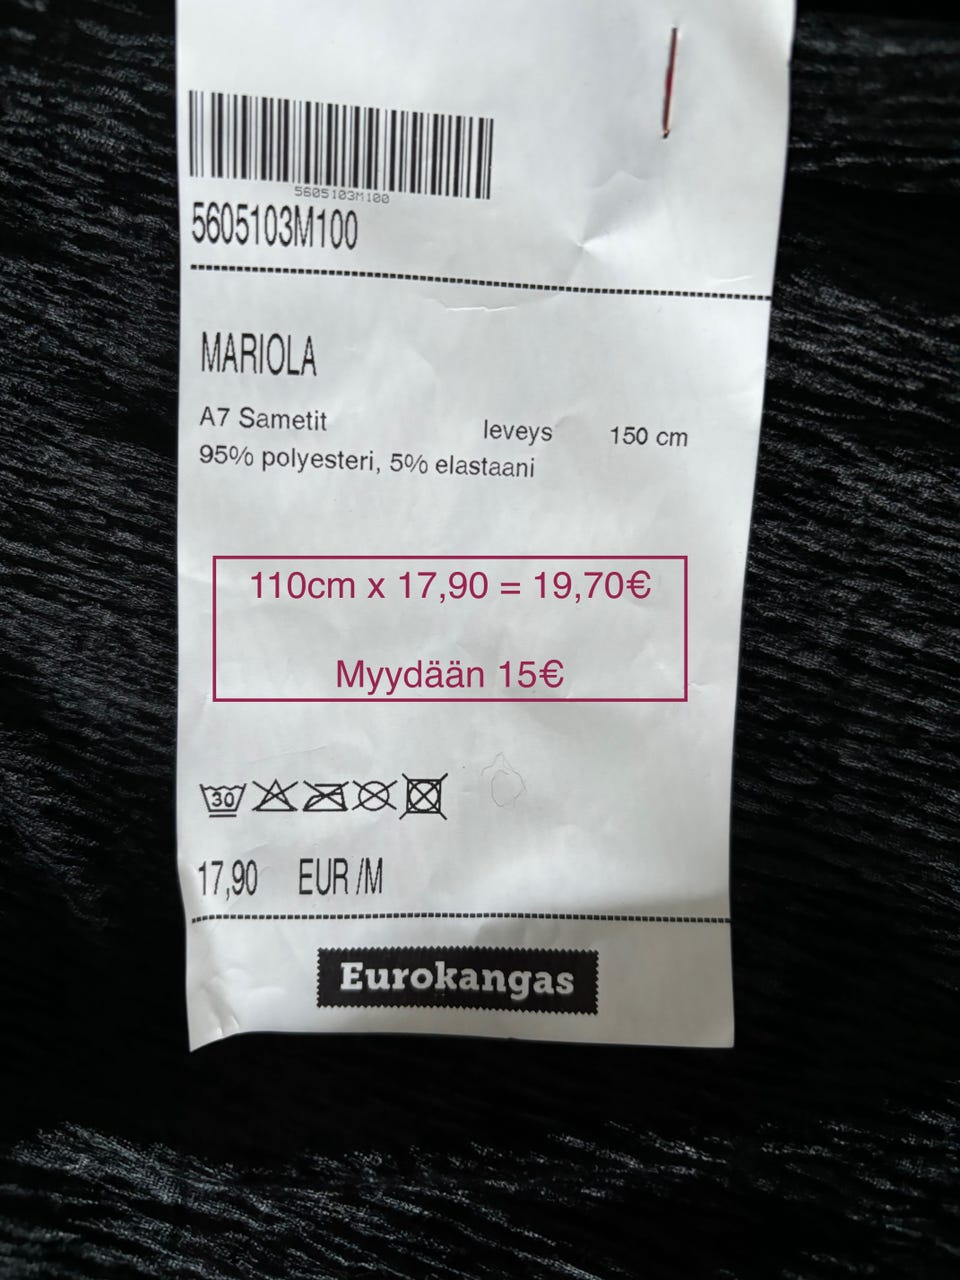 5605103M100
5605103M100
MARIOLA
A7 Sametit leveys 150 cm
95% polyesteri, 5% elastaani
110cm x 17,90 = 19,70€
Myydään 15€
30
17,90 EUR /M
Eurokangas